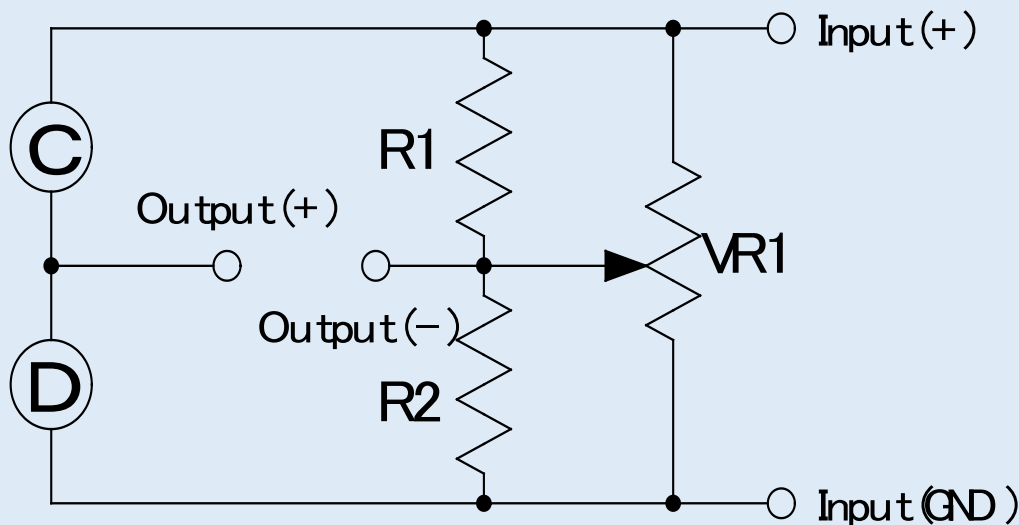 Input(+)
C
R1
Output(+)
VR1
Output(−)
D
R2
Input(GND)